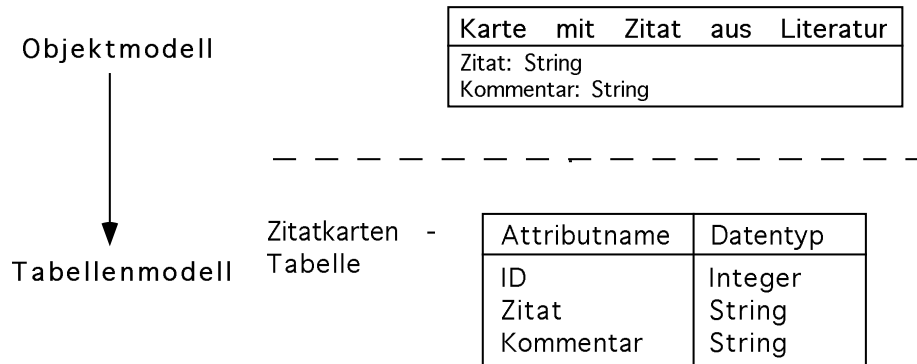 Objektmodell
Karte mit Zitat aus Literatur
Zitat: String
Kommentar: String
Tabellenmodell
Zitatkarten -
Tabelle
Attributname Datentyp
ID Integer
Zitat String
Kommentar String